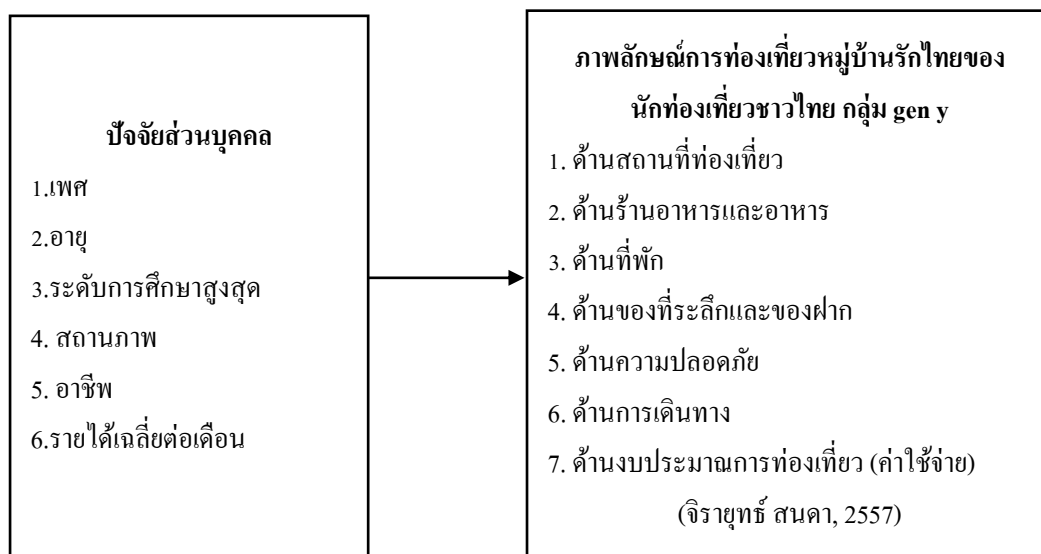 ปัจจัยส่วนบุคคล
1.เพศ
2.อายุ
3.ระดับการศึกษาสูงสุด
4. สถานภาพ
5. อาชีพ
6.รายได้เฉลี่ยต่อเดือน
ภาพลักษณ์การท่องเที่ยวหมู่บ้านรักไทยของ
นักท่องเที่ยวชาวไทย กลุ่ม gen y
1. ด้านสถานที่ท่องเที่ยว
2. ด้านร้านอาหารและอาหาร
3. ด้านที่พัก
4. ด้านของที่ระลึกและของฝาก
5. ด้านความปลอดภัย
6. ด้านการเดินทาง
7. ด้านงบประมาณการท่องเที่ยว (ค่าใช้จ่าย)
(จิรายุทธ์ สนดา, 2557)